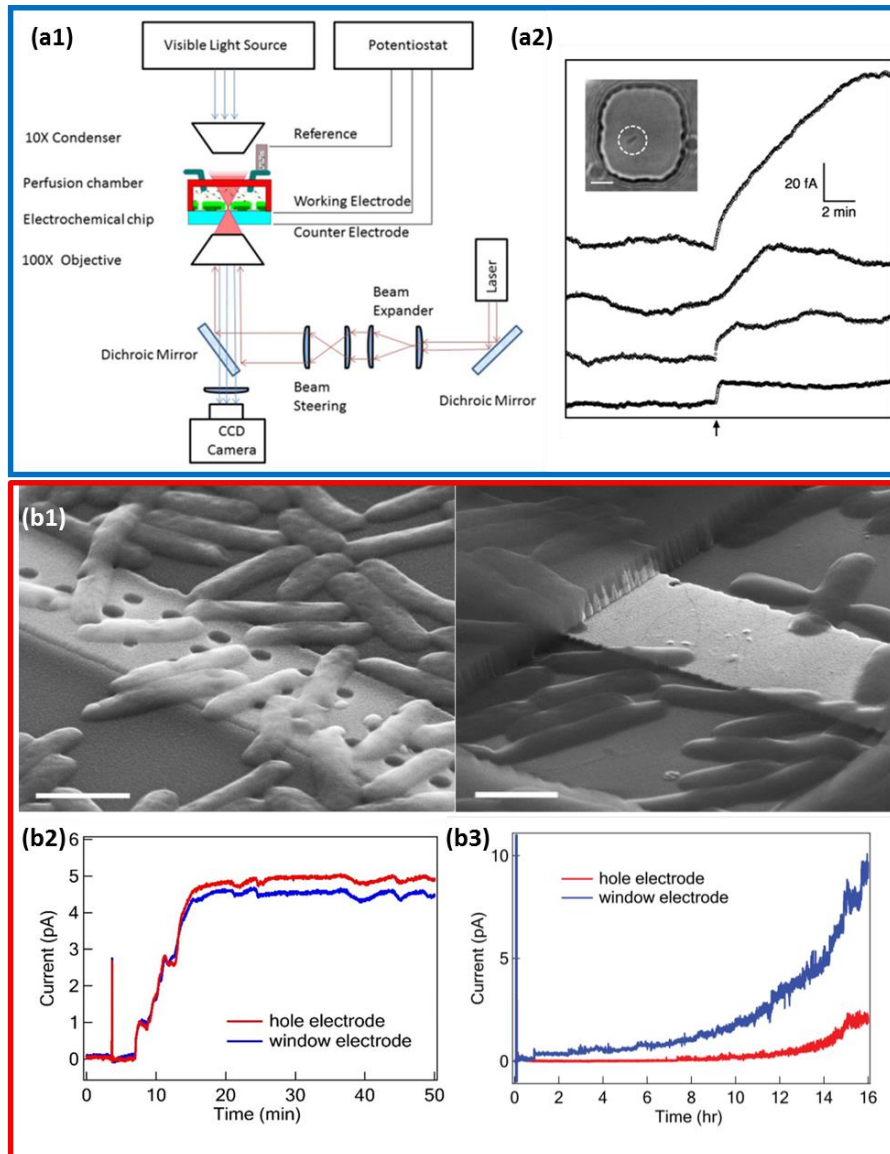 (a1)
Visible Light Source
Potentiostat
10X Condenser
Reference
Perfusion chamber
Working Electrode
Electrochemical chip
Counter Electrode
100X Objective
Laser
Beam
Expander
Dichroic Mirror
Beam
Steering
Dichroic Mirror
CCD
Camera
(a2)
20 fA
2 min
(b1)
(b2)
6
5
4
3
2
1
0
Current (pA)
hole electrode
window electrode
0
10
20
30
40
50
Time (min)
(b3)
10
5
0
Current (pA)
hole electrode
window electrode
0
2
4
6
8
10
12
14
16
Time (hr)